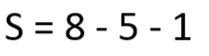 S = 8 - 5 - 1